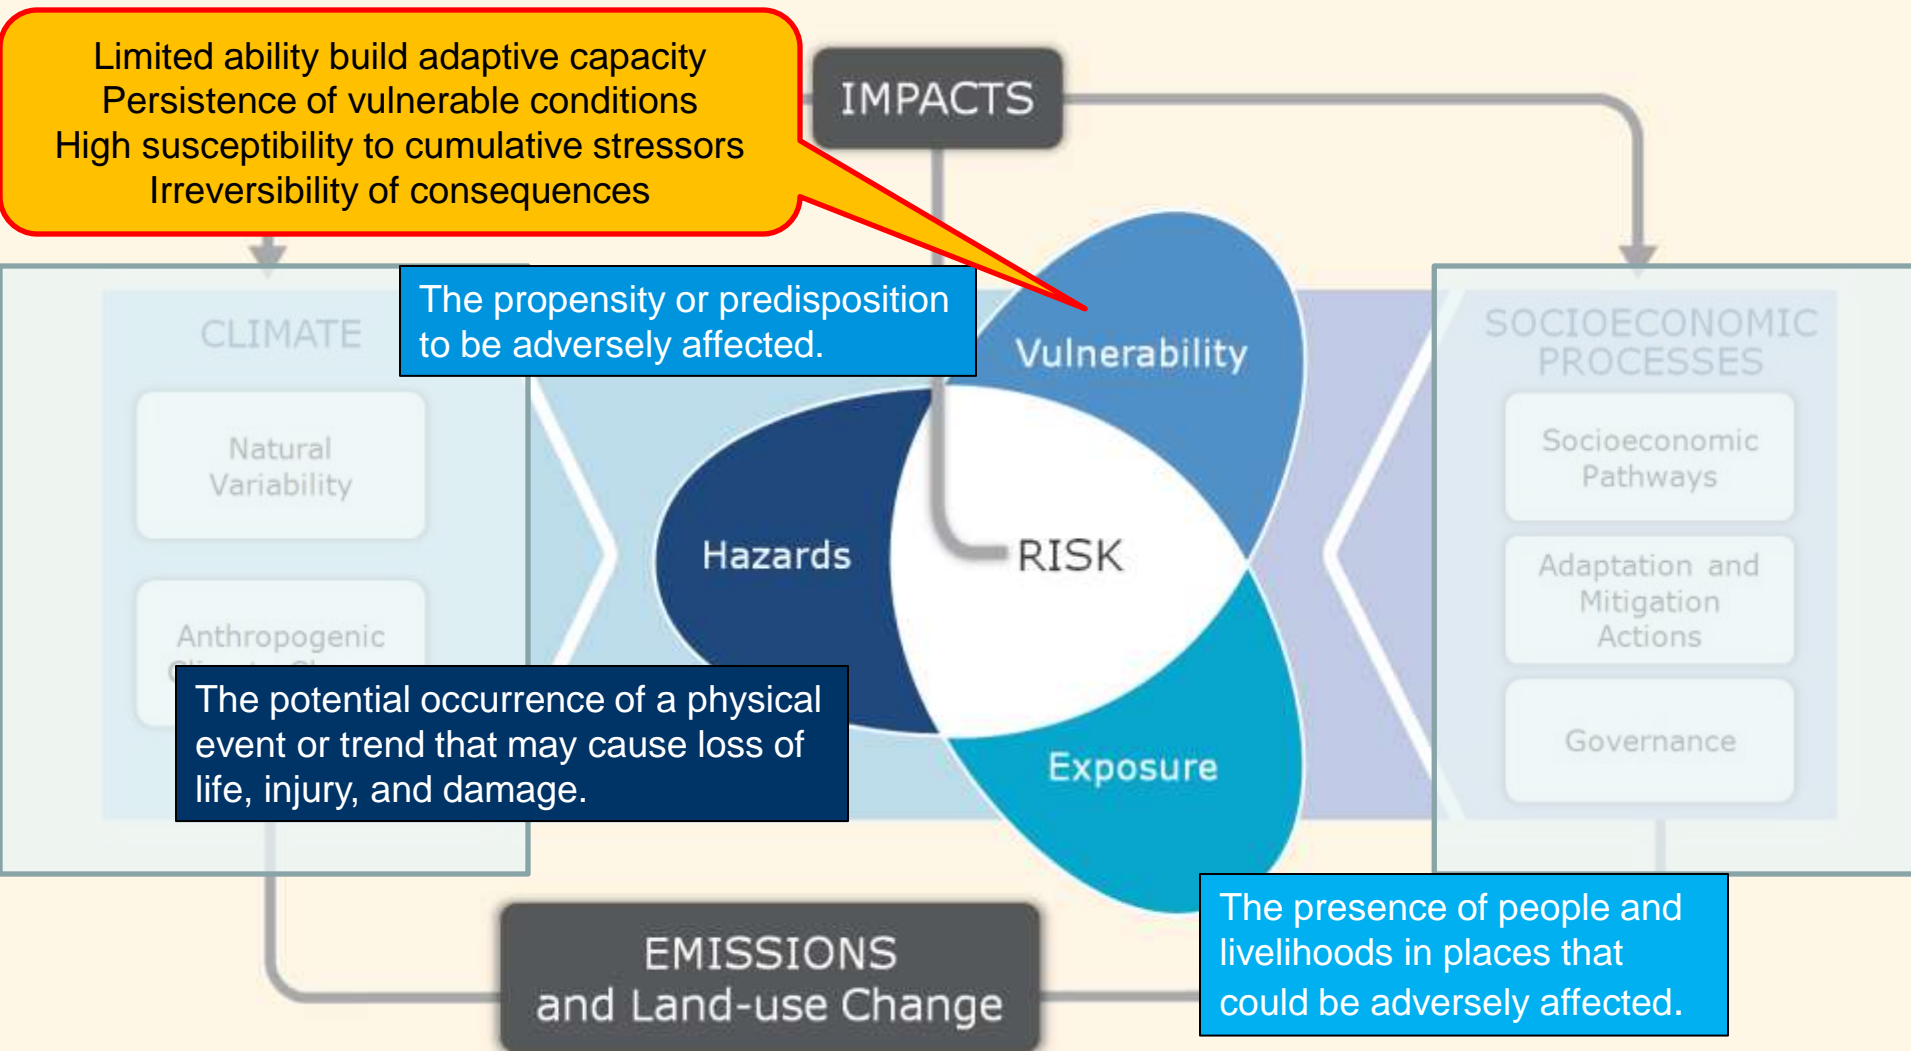 Limited ability build adaptive capacity
Persistence of vulnerable conditions
High susceptibility to cumulative stressors
Irreversibility of consequences
IMPACTS
CLIMATE
Natural
Variability
Anthropogenic
The propensity or predisposition
to be adversely affected.
Vulnerability
Hazards
RISK
Exposure
The potential occurrence of a physical
event or trend that may cause loss of
life, injury, and damage.
SOCIOECONOMIC
PROCESSES
Socioeconomic
Pathways
Adaptation and
Mitigation
Actions
Governance
The presence of people and
livelihoods in places that
could be adversely affected.
EMISSIONS
and Land-use Change